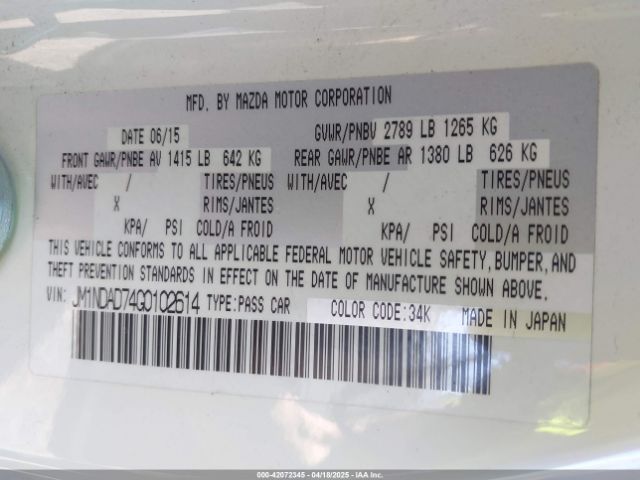 MFD. BY MAZDA MOTOR CORPORATION
DATE 06/15 GVWR/PNBV 2789 LB 1265 KG
FRONT GAWR/PNBE AV 1415 LB 642 KG REAR GAWR/PNBE AR 1380 LB 626 KG
WITH/AVEC / TIRES/PNEUS WITH/AVEC / TIRES/PNEUS
X RIMS/JANTES X RIMS/JANTES
KPA/ PSI COLD/A FROID KPA/ PSI COLD/A FROID
THIS VEHICLE CONFORMS TO ALL APPLICABLE FEDERAL MOTOR VEHICLE SAFETY, BUMPER, AND
THEFT PREVENTION STANDARDS IN EFFECT ON THE DATE OF MANUFACTURE SHOWN ABOVE.
VIN: JM1NDAD74G0102614 TYPE:PASS CAR COLOR CODE:34K MADE IN JAPAN
000-42072345 - 04/18/2025 - IAAI.COM